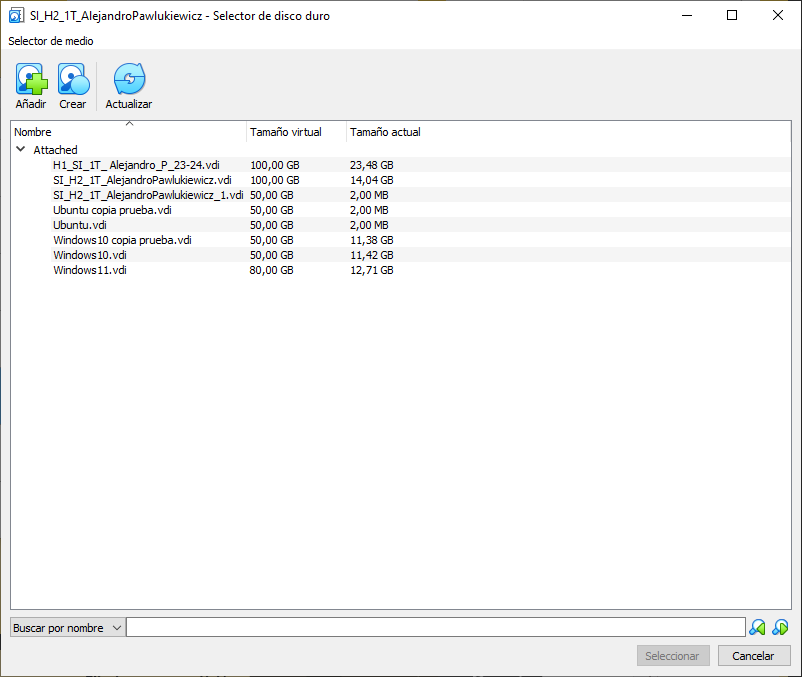 SI_H2_1T_AlejandroPawlukiewicz - Selector de disco duro
Selector de medio
Añadir Crear Actualizar
Nombre Tamaño virtual Tamaño actual
Attached
H1_SI_1T_ Alejandro_P_23-24.vdi 100,00 GB 23,48 GB
SI_H2_1T_AlejandroPawlukiewicz.vdi 100,00 GB 14,04 GB
SI_H2_1T_AlejandroPawlukiewicz_1.vdi 50,00 GB 2,00 MB
Ubuntu copia prueba.vdi 50,00 GB 2,00 MB
Ubuntu.vdi 50,00 GB 2,00 MB
Windows10 copia prueba.vdi 50,00 GB 11,38 GB
Windows10.vdi 50,00 GB 11,42 GB
Windows11.vdi 80,00 GB 12,71 GB
Buscar por nombre
Seleccionar Cancelar